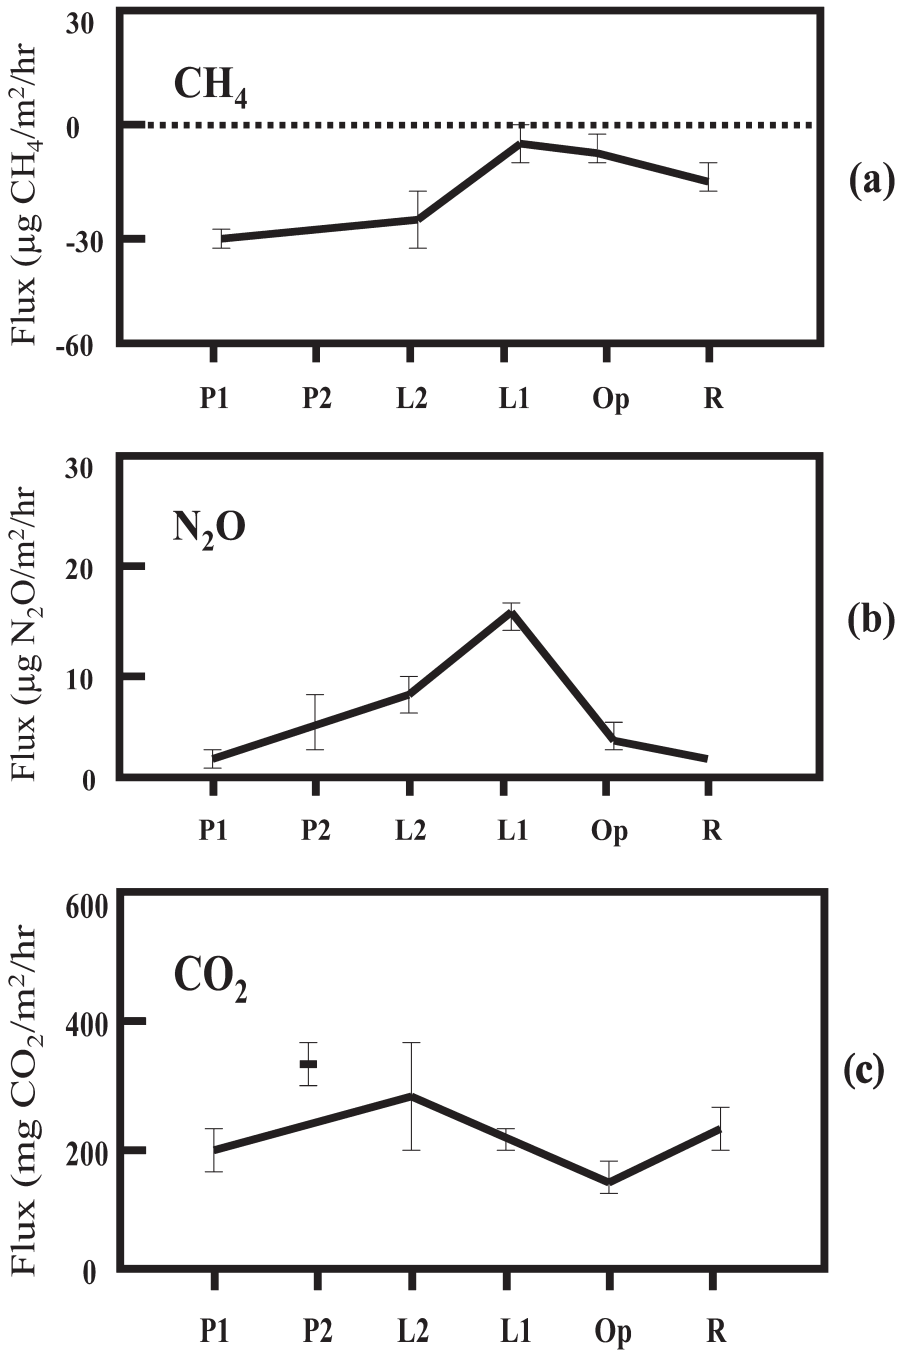 30
CH₄
0
-30
-60
Flux (µg CH₄/m²/hr
(a)
P1 P2 L2 L1 Op R
30
N₂O
20
10
0
Flux (µg N₂O/m²/hr
(b)
P1 P2 L2 L1 Op R
600
CO₂
400
200
0
Flux (mg CO₂/m²/hr
(c)
P1 P2 L2 L1 Op R